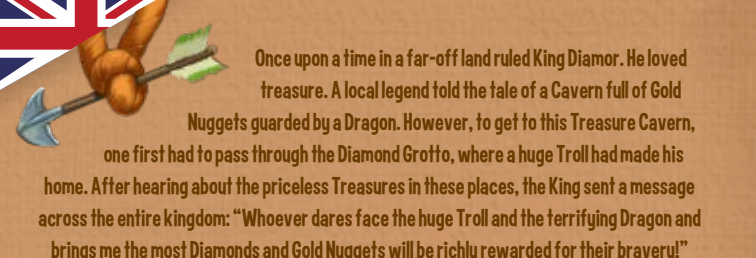 Once upon a time in a far-off land ruled King Diamor. He loved
treasure. A local legend told the tale of a Cavern full of Gold
Nuggets guarded by a Dragon. However, to get to this Treasure Cavern,
one first had to pass through the Diamond Grotto, where a huge Troll had made his
home. After hearing about the priceless Treasures in these places, the King sent a message
across the entire kingdom: “Whoever dares face the huge Troll and the terrifying Dragon and
brings me the most Diamonds and Gold Nuggets will be richly rewarded for their bravery!”